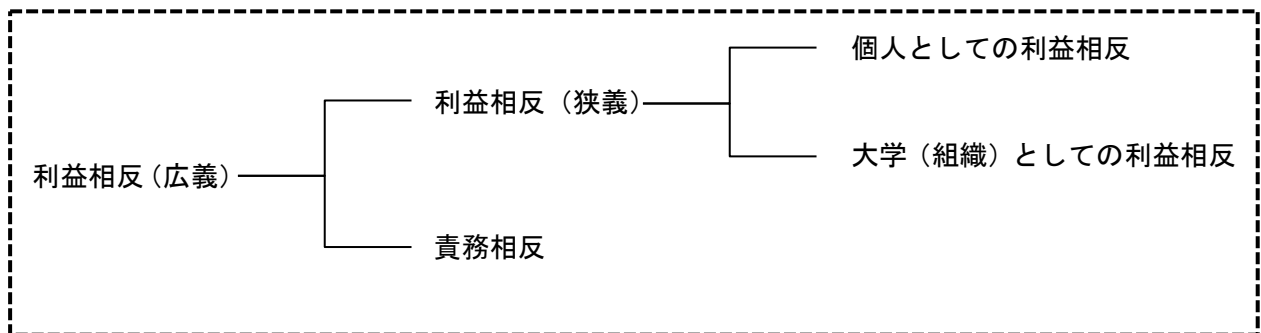 個人としての利益相反
利益相反（狭義）
大学（組織）としての利益相反
利益相反（広義）
責務相反